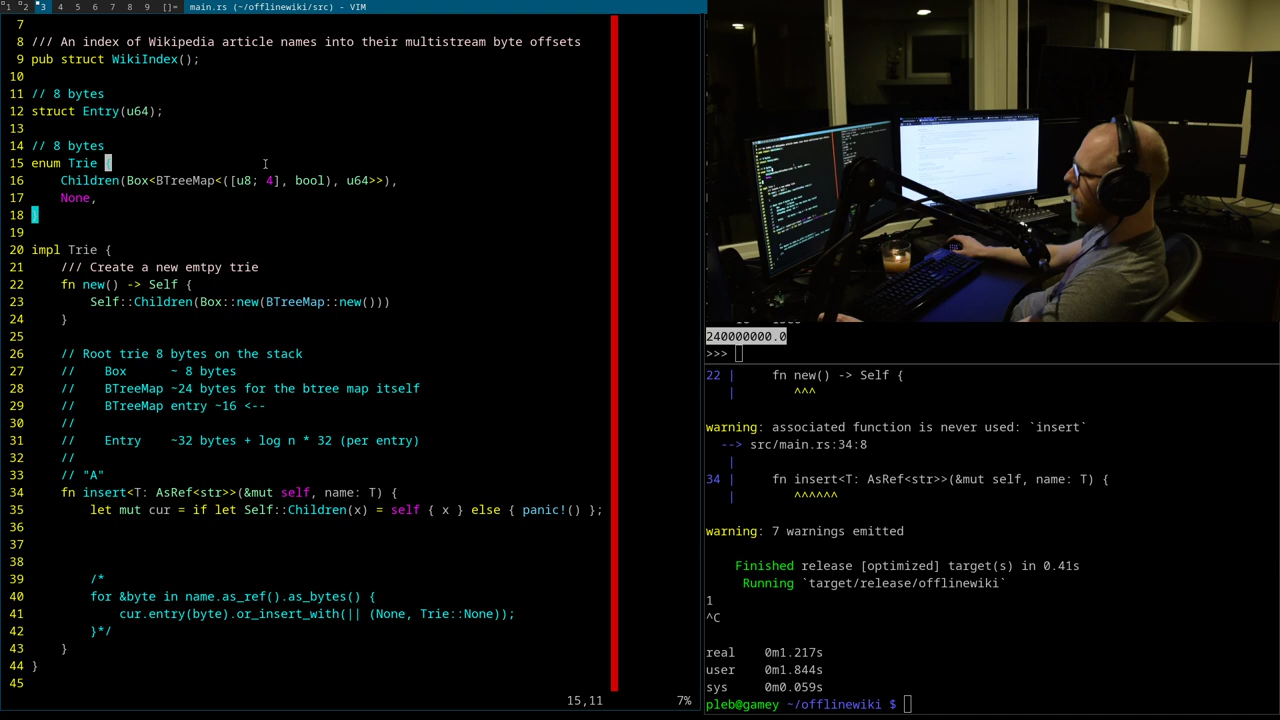 1 2 3 4 5 6 7 8 9 []= main.rs (~/offlinewiki/src) - VIM
7
8 /// An index of Wikipedia article names into their multistream byte offsets
9 pub struct WikiIndex();
10
11 // 8 bytes
12 struct Entry(u64);
13
14 // 8 bytes
15 enum Trie {
16     Children(Box<BTreeMap<([u8; 4], bool), u64>>),
17     None,
18 }
19
20 impl Trie {
21     /// Create a new emtpy trie
22     fn new() -> Self {
23         Self::Children(Box::new(BTreeMap::new()))
24     }
25
26     // Root trie 8 bytes on the stack
27     //    Box      ~ 8 bytes
28     //    BTreeMap ~24 bytes for the btree map itself
29     //    BTreeMap entry ~16 <--
30     //
31     //    Entry    ~32 bytes + log n * 32 (per entry)
32     //
33     // "A"
34     fn insert<T: AsRef<str>>(&mut self, name: T) {
35         let mut cur = if let Self::Children(x) = self { x } else { panic!() };
36
37
38
39         /*
40         for &byte in name.as_ref().as_bytes() {
41             cur.entry(byte).or_insert_with(|| (None, Trie::None));
42         }*/
43     }
44 }
45
15,11 7%
240000000.0
>>>
22 |     fn new() -> Self {
   |        ^^^
warning: associated function is never used: `insert`
  --> src/main.rs:34:8
   |
34 |     fn insert<T: AsRef<str>>(&mut self, name: T) {
   |        ^^^^^^
warning: 7 warnings emitted
    Finished release [optimized] target(s) in 0.41s
     Running `target/release/offlinewiki`
1
^C
real    0m1.217s
user    0m1.844s
sys     0m0.059s
pleb@gamey ~/offlinewiki $